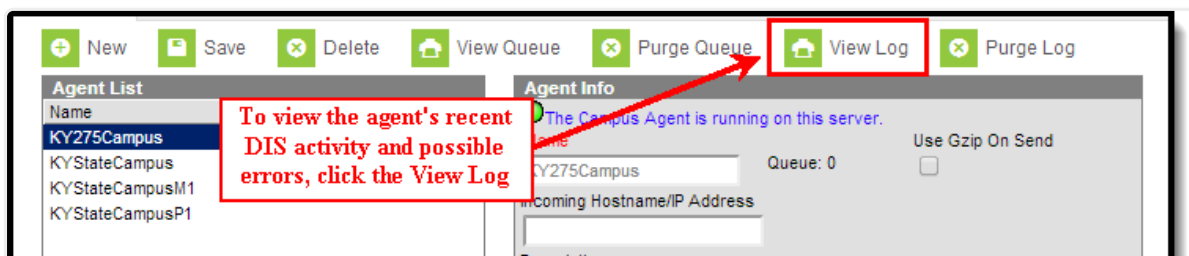 New Save Delete View Queue Purge Queue View Log Purge Log
Agent List
Name
KY275Campus
KYStateCampus
KYStateCampusM1
KYStateCampusP1
To view the agent's recent
DIS activity and possible
errors, click the View Log
Agent Info
The Campus Agent is running on this server.
Name
Use Gzip On Send
KY275Campus
Queue: 0
Incoming Hostname/IP Address